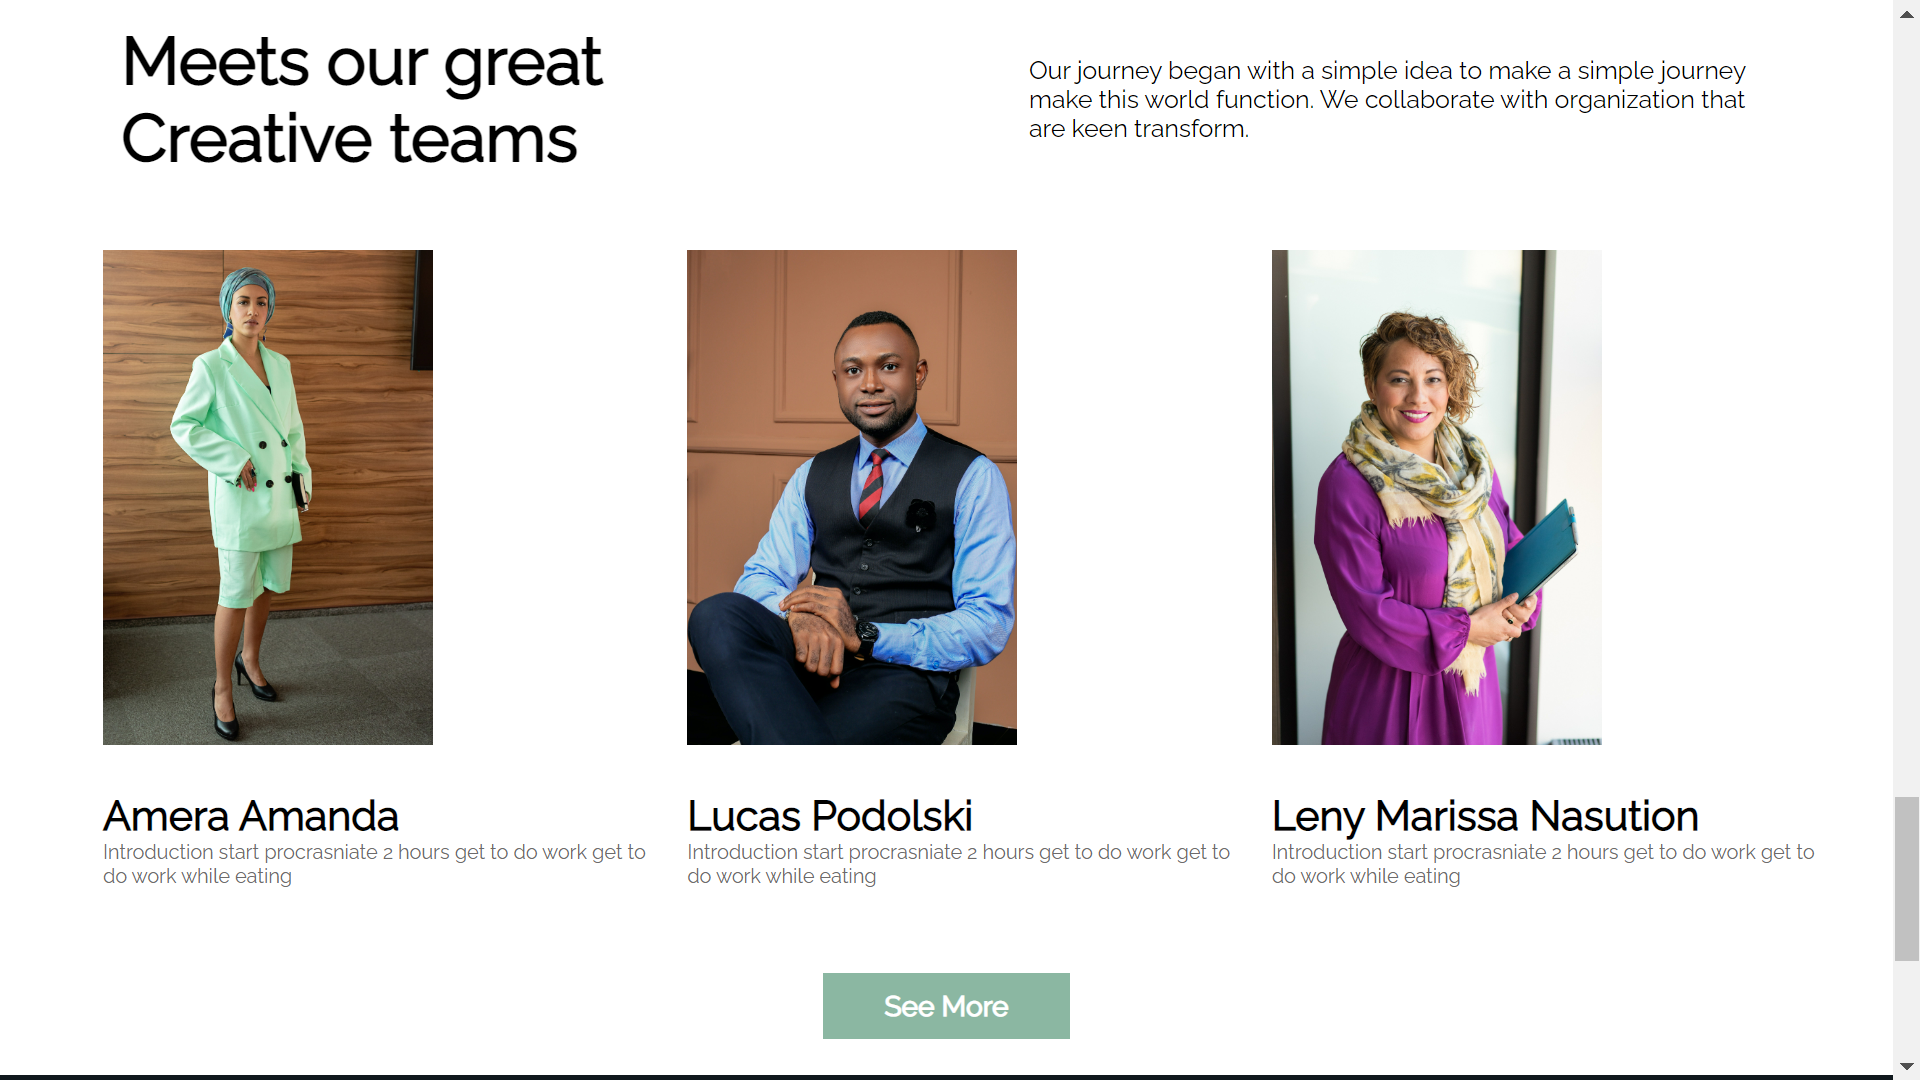 Meets our great
Creative teams
Our journey began with a simple idea to make a simple journey
make this world function. We collaborate with organization that
are keen transform.
Amera Amanda
Introduction start procrasniate 2 hours get to do work get to
do work while eating
Lucas Podolski
Introduction start procrasniate 2 hours get to do work get to
do work while eating
Leny Marissa Nasution
Introduction start procrasniate 2 hours get to do work get to
do work while eating
See More